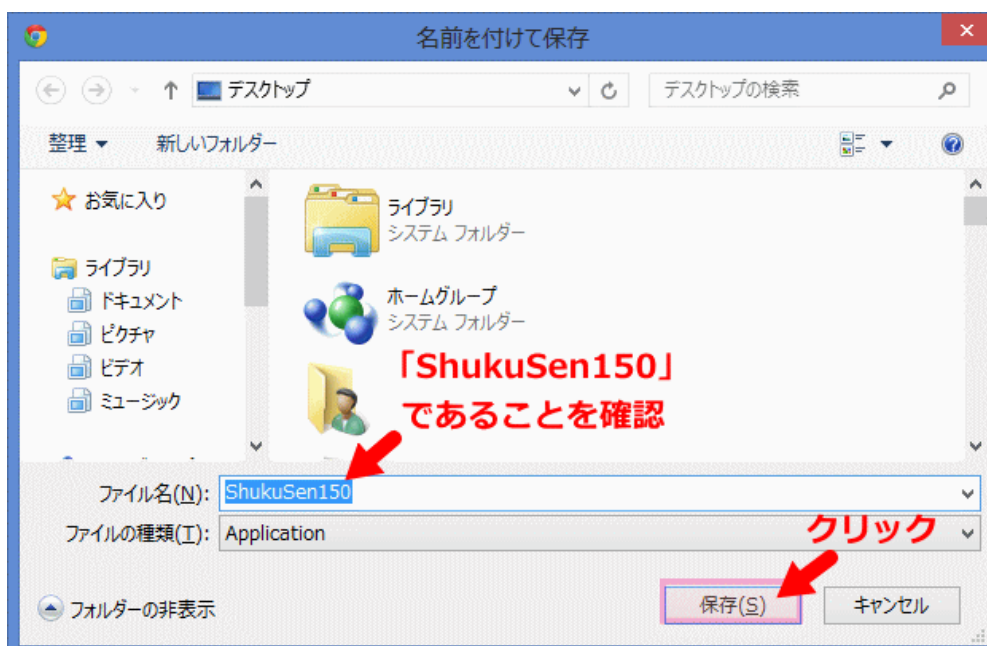 名前を付けて保存
デスクトップ
デスクトップの検索
整理
新しいフォルダー
お気に入り
ライブラリ
ドキュメント
ピクチャ
ビデオ
ミュージック
ライブラリ
システム フォルダー
ホームグループ
システム フォルダー
「ShukuSen150」
であることを確認
ファイル名(N): ShukuSen150
ファイルの種類(T): Application
クリック
フォルダーの非表示
保存(S)
キャンセル